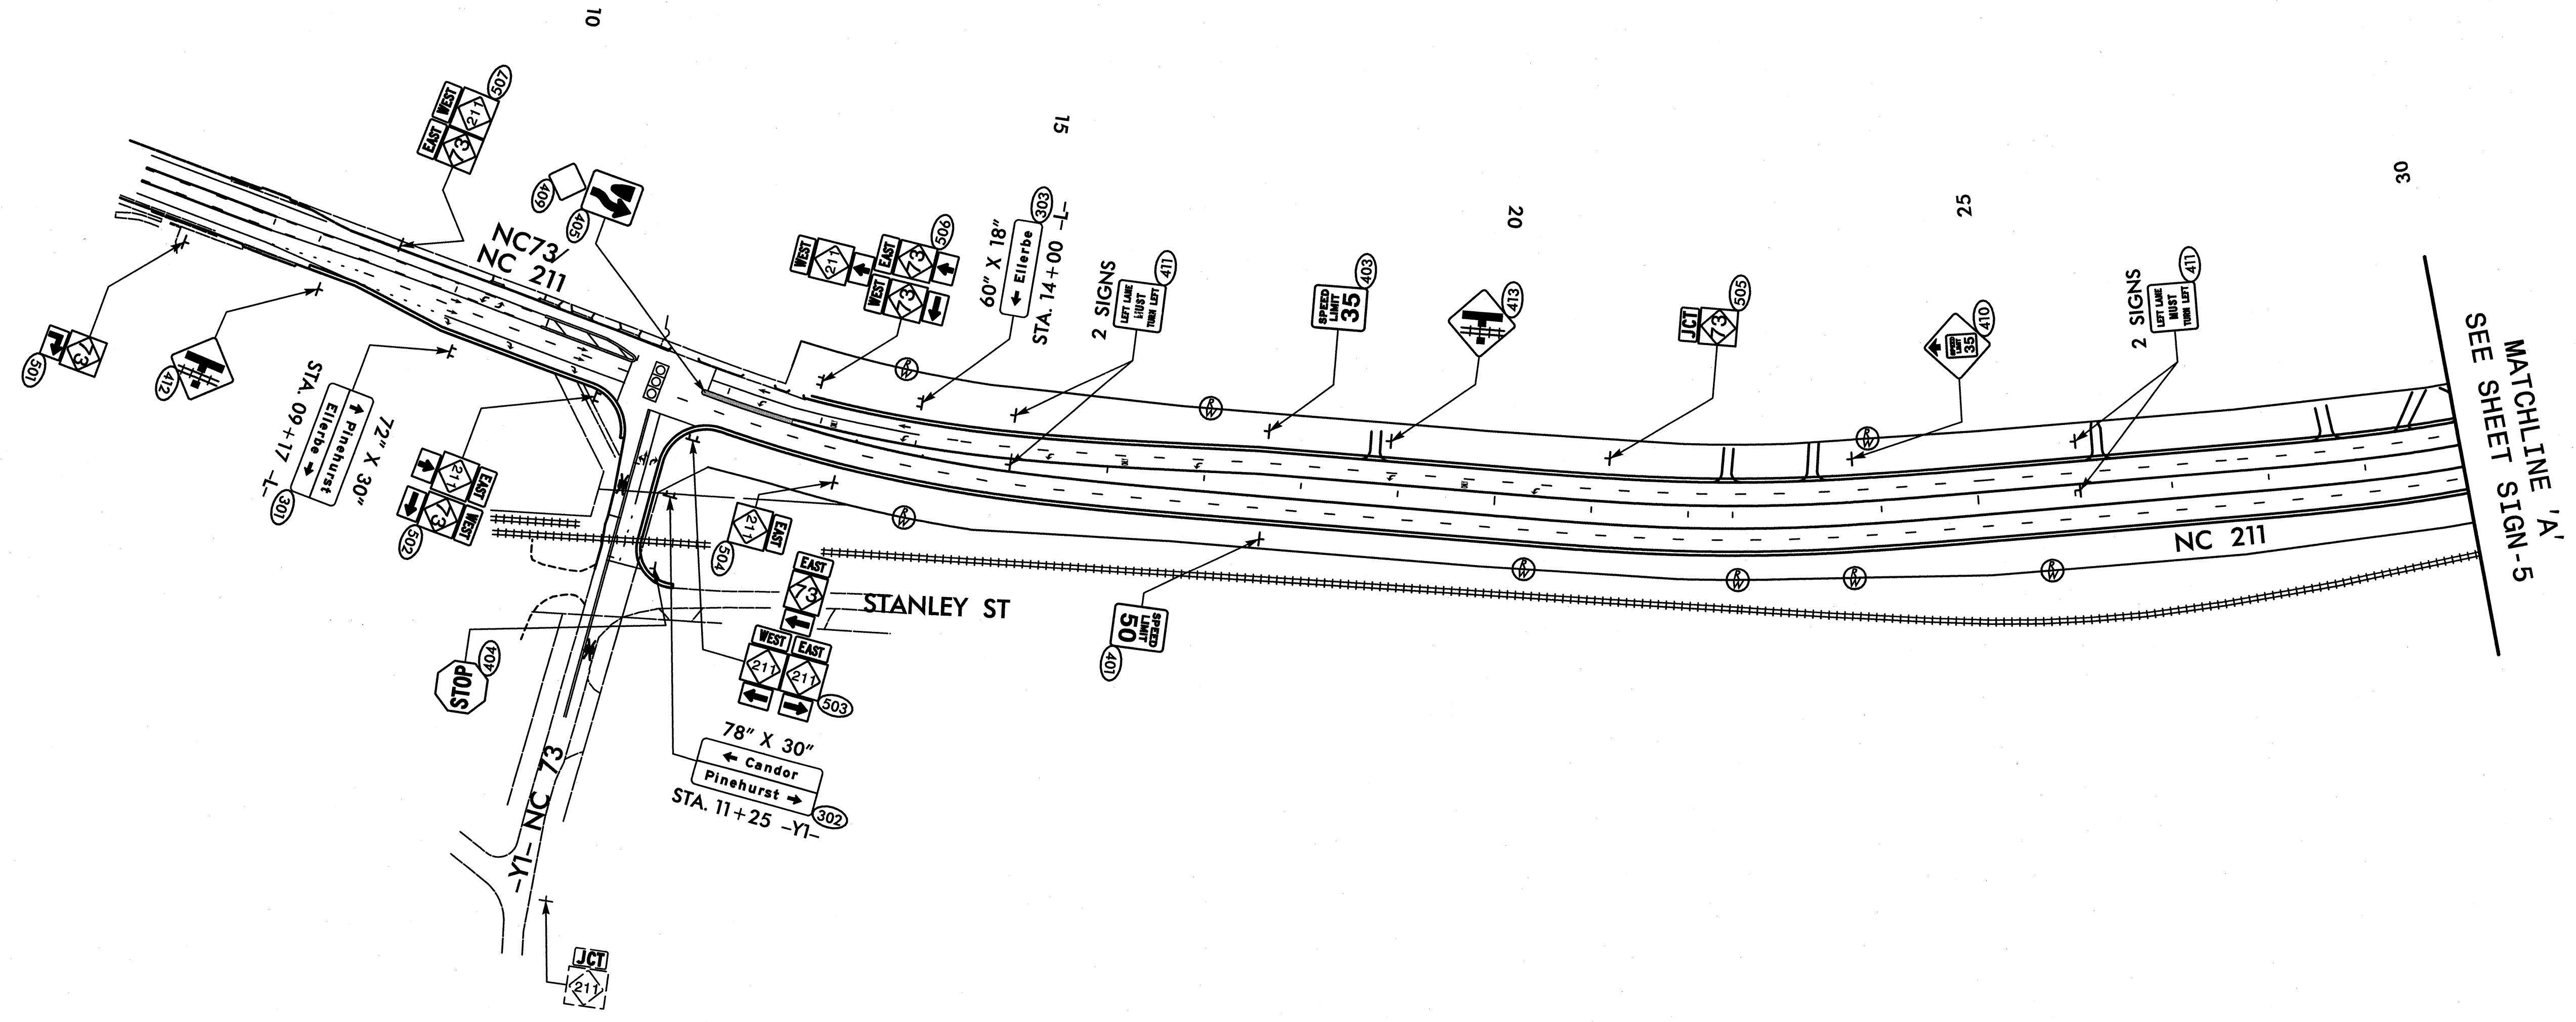 10
15
20
25
30
507
WEST
211
EAST
73
409
405
NC73/
NC 211
506
WEST
211
EAST
73
WEST
73
303
60" X 18"
← Ellerbe
STA. 14+00 -L-
2 SIGNS
411
LEFT LANE
MUST
TURN LEFT
403
SPEED
LIMIT
35
413
505
JCT
73
410
SPEED
LIMIT
35
2 SIGNS
411
LEFT LANE
MUST
TURN LEFT
MATCHLINE 'A'
SEE SHEET SIGN-5
501
73
412
72" X 30"
↑ Pinehurst
Ellerbe →
STA. 09+17 -L-
301
EAST
211
WEST
73
502
EAST
211
504
R/W
R/W
R/W
R/W
R/W
R/W
R/W
R/W
NC 211
SPEED
LIMIT
50
401
STANLEY ST
EAST
73
WEST
EAST
211
211
503
STOP
404
78" X 30"
← Candor
Pinehurst →
302
STA. 11+25 -Y1-
-Y1- NC 73
JCT
211